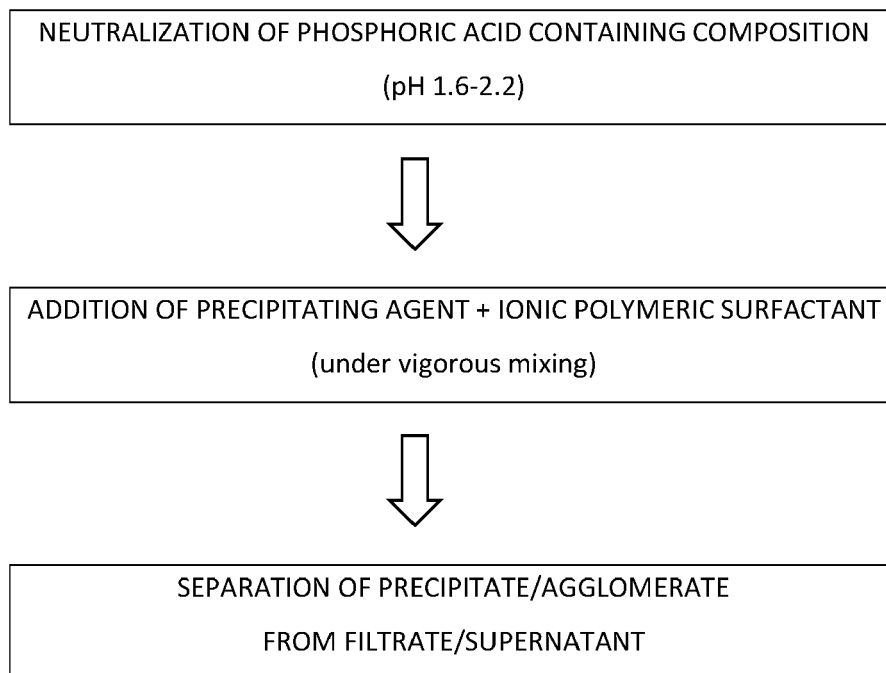 NEUTRALIZATION OF PHOSPHORIC ACID CONTAINING COMPOSITION
(pH 1.6-2.2)
ADDITION OF PRECIPITATING AGENT + IONIC POLYMERIC SURFACTANT
(under vigorous mixing)
SEPARATION OF PRECIPITATE/AGGLOMERATE
FROM FILTRATE/SUPERNATANT